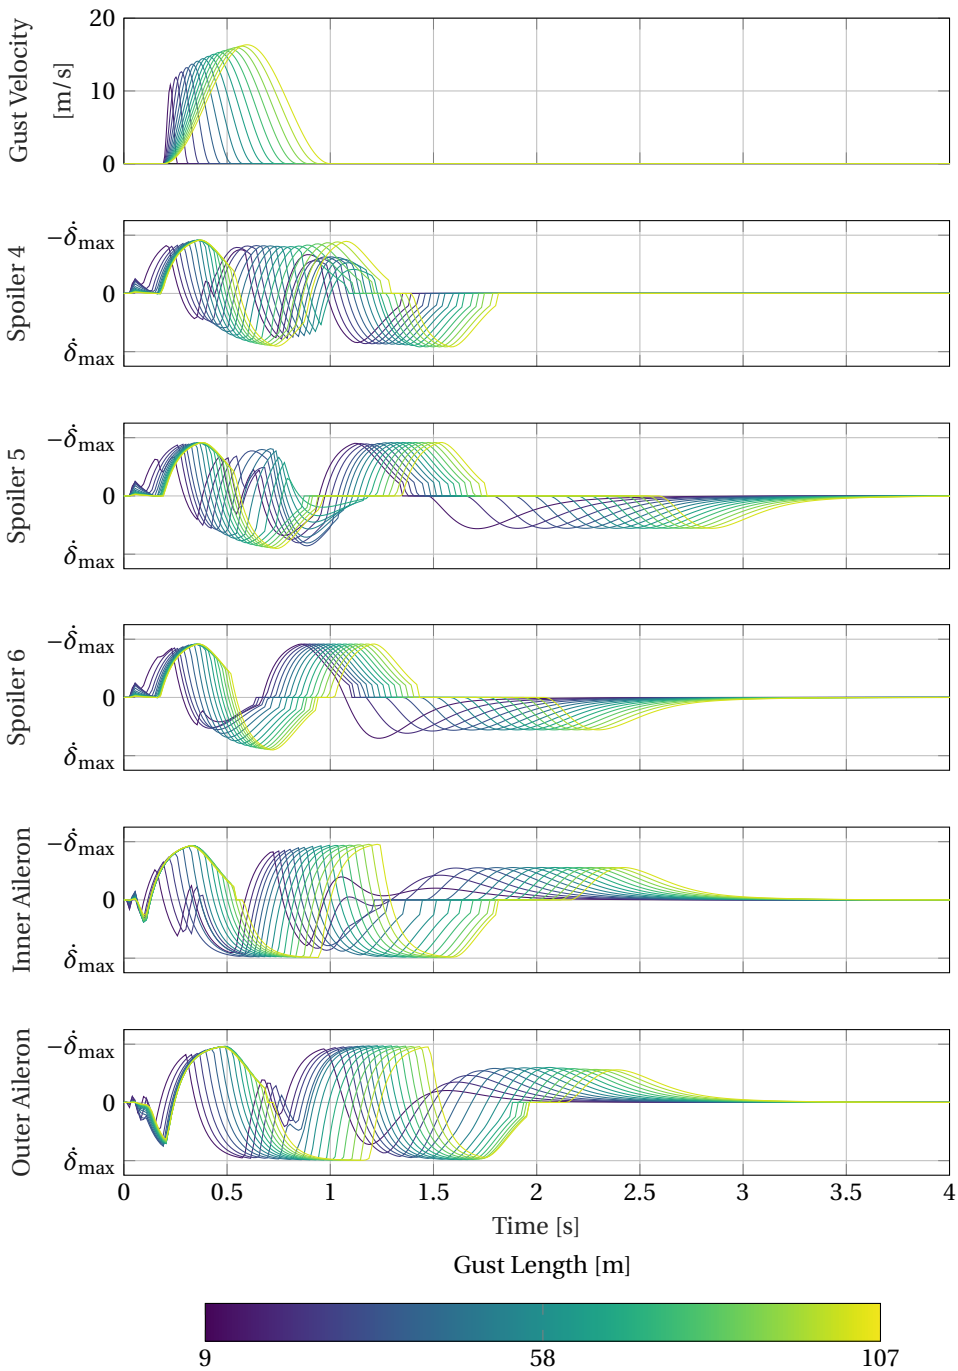 Gust Velocity
[m/s]
20
10
0
Spoiler 4
−δ̇max
0
δ̇max
Spoiler 5
−δ̇max
0
δ̇max
Spoiler 6
−δ̇max
0
δ̇max
Inner Aileron
−δ̇max
0
δ̇max
Outer Aileron
−δ̇max
0
δ̇max
0 0.5 1 1.5 2 2.5 3 3.5 4
Time [s]
Gust Length [m]
9 58 107